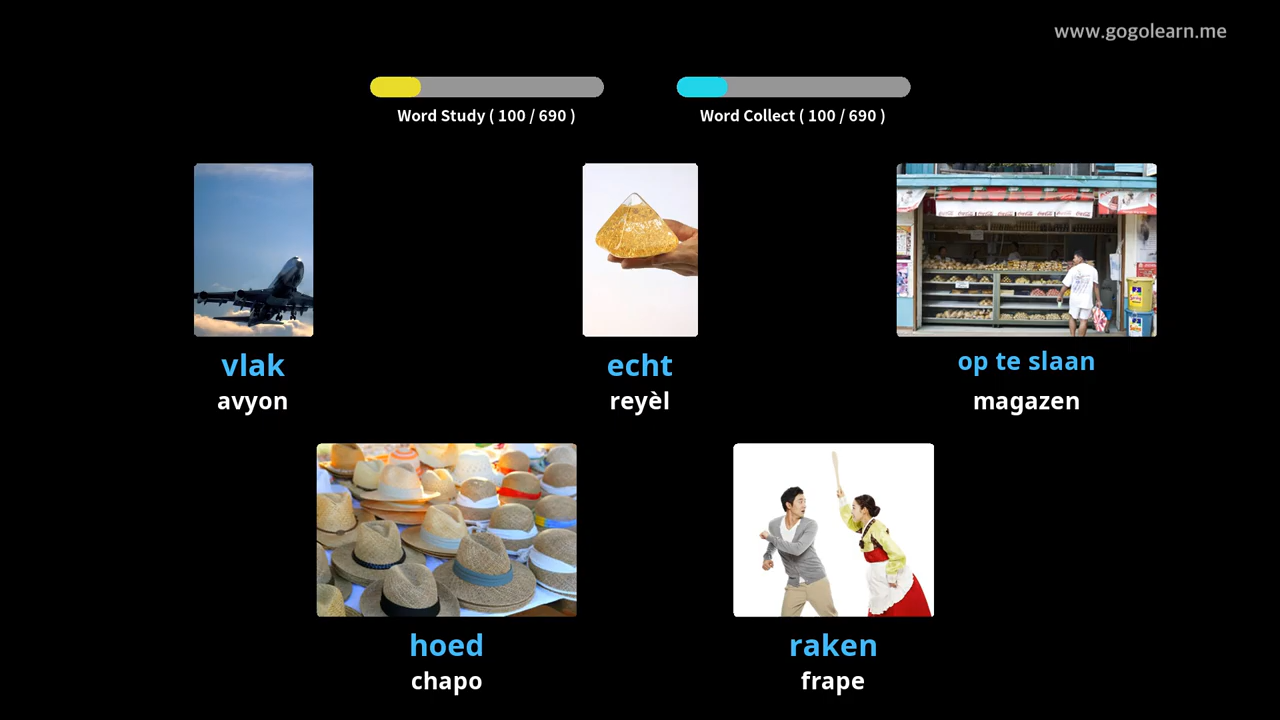 www.gogolearn.me
Word Study ( 100 / 690 )
Word Collect ( 100 / 690 )
vlak
avyon
echt
reyèl
op te slaan
magazen
hoed
chapo
raken
frape